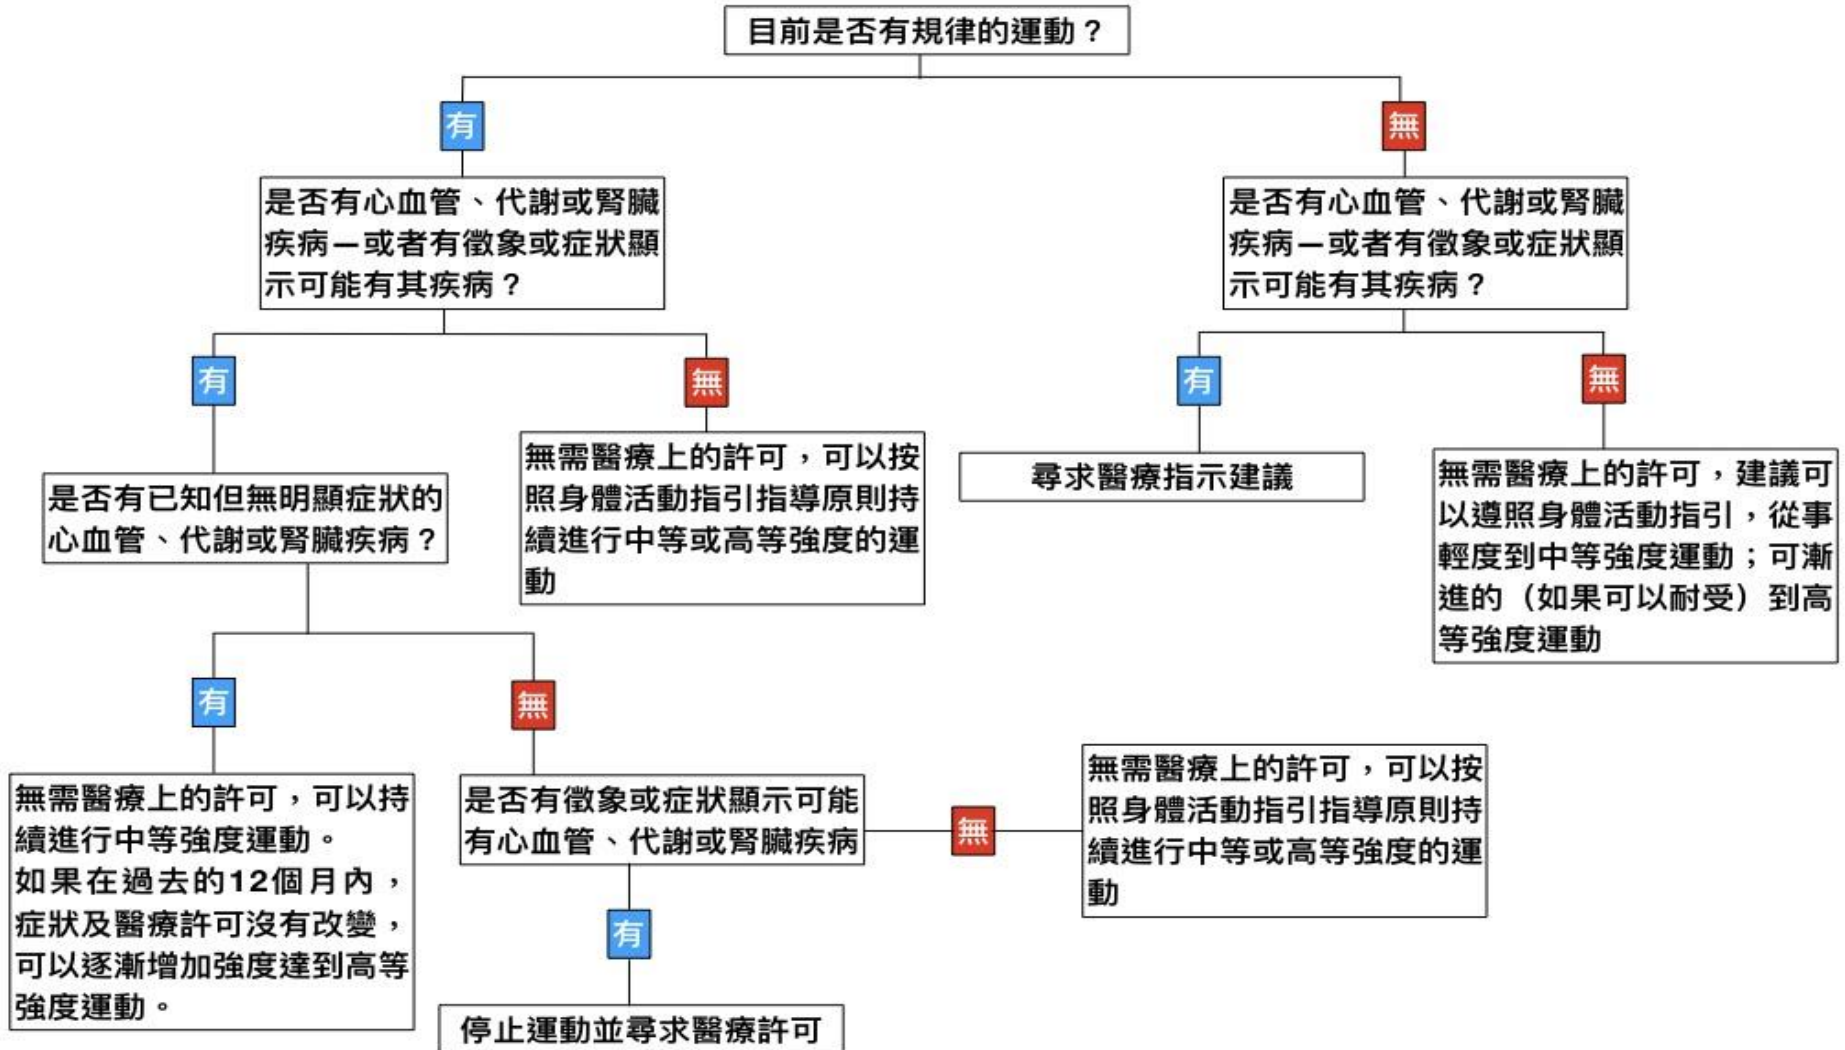 目前是否有規律的運動？
有
無
是否有心血管、代謝或腎臟
疾病—或者有徵象或症狀顯
示可能有其疾病？
是否有心血管、代謝或腎臟
疾病—或者有徵象或症狀顯
示可能有其疾病？
有
無
有
無
是否有已知但無明顯症狀的
心血管、代謝或腎臟疾病？
無需醫療上的許可，可以按
照身體活動指引指導原則持
續進行中等或高等強度的運
動
尋求醫療指示建議
無需醫療上的許可，建議可
以遵照身體活動指引，從事
輕度到中等強度運動；可漸
進的（如果可以耐受）到高
等強度運動
有
無
無需醫療上的許可，可以持
續進行中等強度運動。
如果在過去的12個月內，
症狀及醫療許可沒有改變，
可以逐漸增加強度達到高等
強度運動。
是否有徵象或症狀顯示可能
有心血管、代謝或腎臟疾病
無
無需醫療上的許可，可以按
照身體活動指引指導原則持
續進行中等或高等強度的運
動
有
停止運動並尋求醫療許可